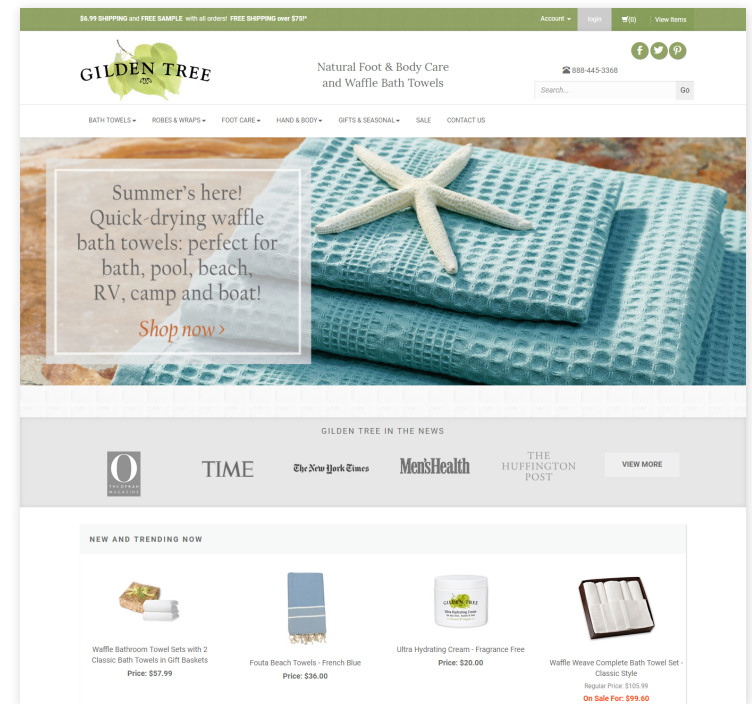 $6.99 SHIPPING and FREE SAMPLE with all orders! FREE SHIPPING over $75!*
Account
login
(0)
View Items
GILDEN TREE
Natural Foot & Body Care
and Waffle Bath Towels
888-445-3368
Search...
Go
BATH TOWELS
ROBES & WRAPS
FOOT CARE
HAND & BODY
GIFTS & SEASONAL
SALE
CONTACT US
Summer's here!
Quick-drying waffle
bath towels: perfect for
bath, pool, beach,
RV, camp and boat!
Shop now ›
GILDEN TREE IN THE NEWS
O
THE OPRAH
MAGAZINE
TIME
The New York Times
Men'sHealth
THE
HUFFINGTON
POST
VIEW MORE
NEW AND TRENDING NOW
Waffle Bathroom Towel Sets with 2
Classic Bath Towels in Gift Baskets
Price: $57.99
Fouta Beach Towels - French Blue
Price: $36.00
GILDEN TREE
Ultra Hydrating Cream
Ultra Hydrating Cream - Fragrance Free
Price: $20.00
Waffle Weave Complete Bath Towel Set -
Classic Style
Regular Price: $105.99
On Sale For: $99.60